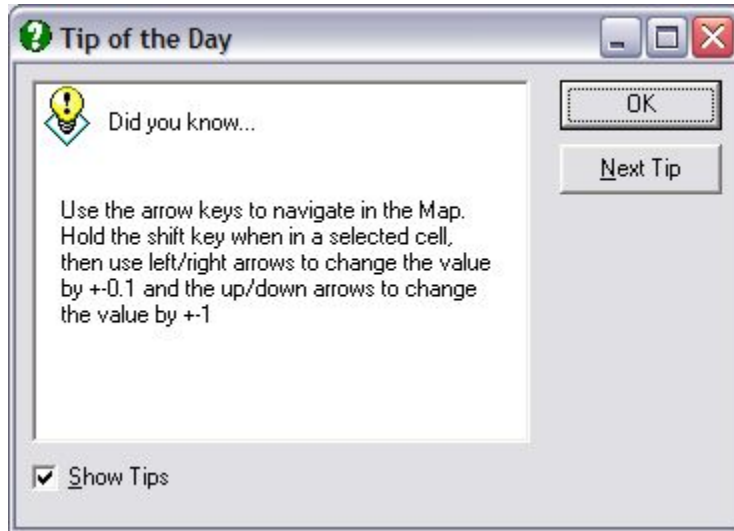 Tip of the Day
Did you know...
OK
Next Tip
Use the arrow keys to navigate in the Map.
Hold the shift key when in a selected cell,
then use left/right arrows to change the value
by +-0.1 and the up/down arrows to change
the value by +-1
Show Tips